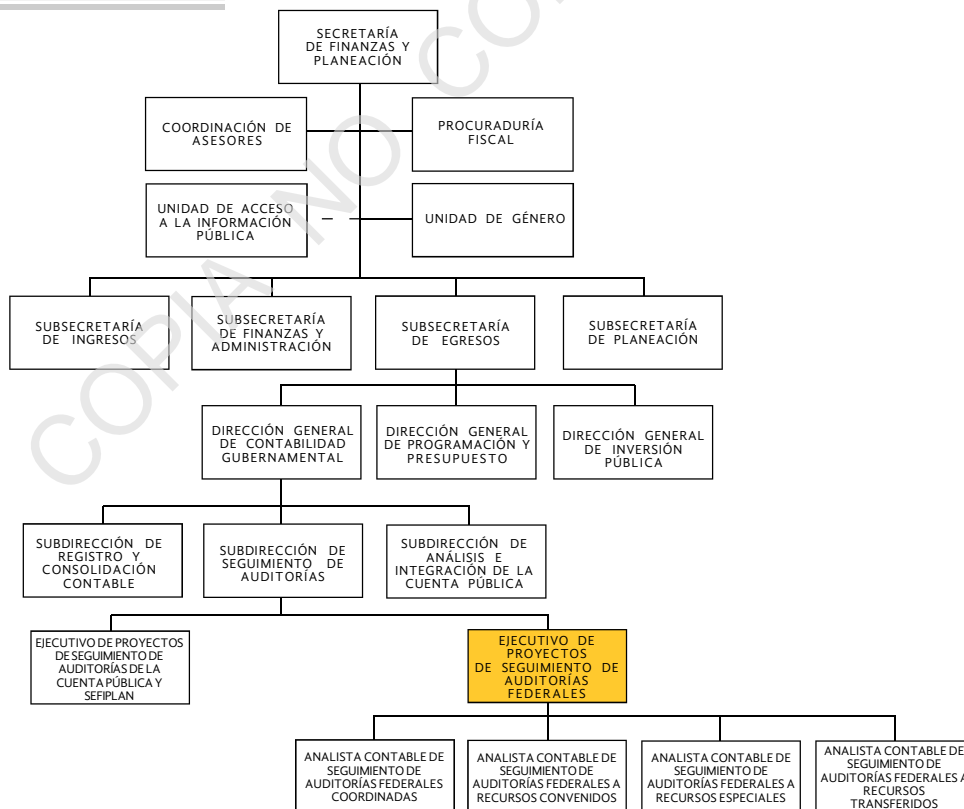 SECRETARÍA
DE FINANZAS Y
PLANEACIÓN
COORDINACIÓN DE
ASESORES
PROCURADURÍA
FISCAL
UNIDAD DE ACCESO
A LA INFORMACIÓN
PÚBLICA
UNIDAD DE GÉNERO
SUBSECRETARÍA
DE INGRESOS
SUBSECRETARÍA
DE FINANZAS Y
ADMINISTRACIÓN
SUBSECRETARÍA
DE EGRESOS
SUBSECRETARÍA
DE PLANEACIÓN
DIRECCIÓN GENERAL
DE CONTABILIDAD
GUBERNAMENTAL
DIRECCIÓN GENERAL
DE PROGRAMACIÓN Y
PRESUPUESTO
DIRECCIÓN GENERAL
DE INVERSIÓN
PÚBLICA
SUBDIRECCIÓN DE
REGISTRO Y
CONSOLIDACIÓN
CONTABLE
SUBDIRECCIÓN DE
SEGUIMIENTO DE
AUDITORÍAS
SUBDIRECCIÓN DE
ANÁLISIS E
INTEGRACIÓN DE LA
CUENTA PÚBLICA
EJECUTIVO DE PROYECTOS
DE SEGUIMIENTO DE
AUDITORÍAS DE LA
CUENTA PÚBLICA Y
SEFIPLAN
EJECUTIVO DE
PROYECTOS
DE SEGUIMIENTO DE
AUDITORÍAS
FEDERALES
ANALISTA CONTABLE DE
SEGUIMIENTO DE
AUDITORÍAS FEDERALES
COORDINADAS
ANALISTA CONTABLE DE
SEGUIMIENTO DE
AUDITORÍAS FEDERALES A
RECURSOS CONVENIDOS
ANALISTA CONTABLE DE
SEGUIMIENTO DE
AUDITORÍAS FEDERALES A
RECURSOS ESPECIALES
ANALISTA CONTABLE DE
SEGUIMIENTO DE
AUDITORÍAS FEDERALES A
RECURSOS
TRANSFERIDOS
COPIA NO CO